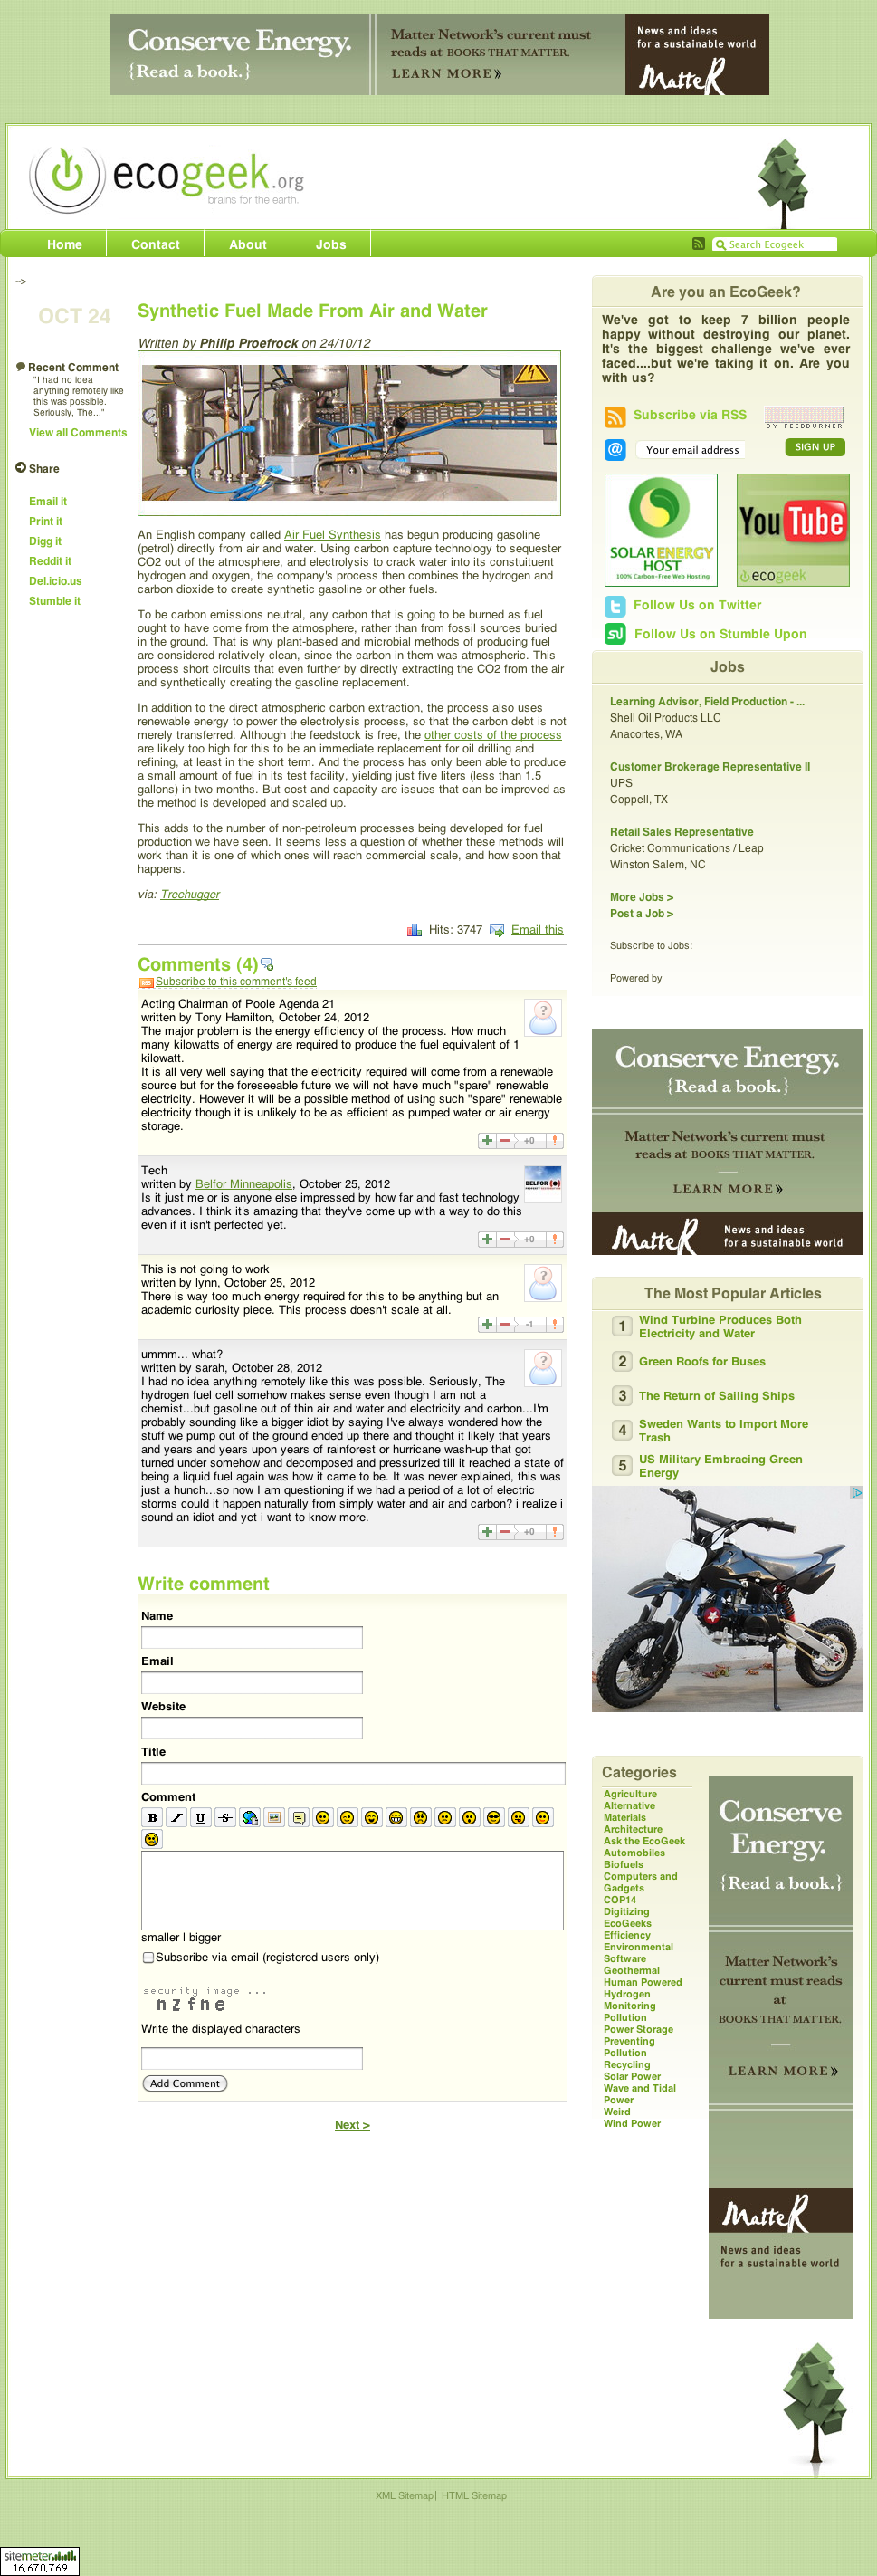 Conserve Energy.
{Read a book.}
Matter Network's current must
reads at BOOKS THAT MATTER.
LEARN MORE »
News and ideas
for a sustainable world
MatteR
ecogeek.org
brains for the earth.
Home
Contact
About
Jobs
Search Ecogeek
-->
OCT 24
Recent Comment
"I had no idea
anything remotely like
this was possible.
Seriously, The..."
View all Comments
Share
Email it
Print it
Digg it
Reddit it
Del.icio.us
Stumble it
Synthetic Fuel Made From Air and Water
Written by Philip Proefrock on 24/10/12
An English company called Air Fuel Synthesis has begun producing gasoline
(petrol) directly from air and water. Using carbon capture technology to sequester
CO2 out of the atmosphere, and electrolysis to crack water into its constituent
hydrogen and oxygen, the company's process then combines the hydrogen and
carbon dioxide to create synthetic gasoline or other fuels.
To be carbon emissions neutral, any carbon that is going to be burned as fuel
ought to have come from the atmosphere, rather than from fossil sources buried
in the ground. That is why plant-based and microbial methods of producing fuel
are considered relatively clean, since the carbon in them was atmospheric. This
process short circuits that even further by directly extracting the CO2 from the air
and synthetically creating the gasoline replacement.
In addition to the direct atmospheric carbon extraction, the process also uses
renewable energy to power the electrolysis process, so that the carbon debt is not
merely transferred. Although the feedstock is free, the other costs of the process
are likely too high for this to be an immediate replacement for oil drilling and
refining, at least in the short term. And the process has only been able to produce
a small amount of fuel in its test facility, yielding just five liters (less than 1.5
gallons) in two months. But cost and capacity are issues that can be improved as
the method is developed and scaled up.
This adds to the number of non-petroleum processes being developed for fuel
production we have seen. It seems less a question of whether these methods will
work than it is one of which ones will reach commercial scale, and how soon that
happens.
via: Treehugger
Hits: 3747
Email this
Comments (4)
Subscribe to this comment's feed
Acting Chairman of Poole Agenda 21
written by Tony Hamilton, October 24, 2012
The major problem is the energy efficiency of the process. How much
many kilowatts of energy are required to produce the fuel equivalent of 1
kilowatt.
It is all very well saying that the electricity required will come from a renewable
source but for the foreseeable future we will not have much "spare" renewable
electricity. However it will be a possible method of using such "spare" renewable
electricity though it is unlikely to be as efficient as pumped water or air energy
storage.
+0
Tech
written by Belfor Minneapolis, October 25, 2012
Is it just me or is anyone else impressed by how far and fast technology
advances. I think it's amazing that they've come up with a way to do this
even if it isn't perfected yet.
BELFOR
+0
This is not going to work
written by lynn, October 25, 2012
There is way too much energy required for this to be anything but an
academic curiosity piece. This process doesn't scale at all.
-1
ummm... what?
written by sarah, October 28, 2012
I had no idea anything remotely like this was possible. Seriously, The
hydrogen fuel cell somehow makes sense even though I am not a
chemist...but gasoline out of thin air and water and electricity and carbon...I'm
probably sounding like a bigger idiot by saying I've always wondered how the
stuff we pump out of the ground ended up there and thought it likely that years
and years and years upon years of rainforest or hurricane wash-up that got
turned under somehow and decomposed and pressurized till it reached a state of
being a liquid fuel again was how it came to be. It was never explained, this was
just a hunch...so now I am questioning if we had a period of a lot of electric
storms could it happen naturally from simply water and air and carbon? i realize i
sound an idiot and yet i want to know more.
+0
Write comment
Name
Email
Website
Title
Comment
B I U S
smaller | bigger
Subscribe via email (registered users only)
security image ...
nzfne
Write the displayed characters
Add Comment
Next >
Are you an EcoGeek?
We've got to keep 7 billion people
happy without destroying our planet.
It's the biggest challenge we've ever
faced....but we're taking it on. Are you
with us?
Subscribe via RSS
BY FEEDBURNER
Your email address
SIGN UP
SOLAR ENERGY
HOST
100% Carbon-Free Web Hosting
YouTube
ecogeek
Follow Us on Twitter
Follow Us on Stumble Upon
Jobs
Learning Advisor, Field Production - ...
Shell Oil Products LLC
Anacortes, WA
Customer Brokerage Representative II
UPS
Coppell, TX
Retail Sales Representative
Cricket Communications / Leap
Winston Salem, NC
More Jobs >
Post a Job >
Subscribe to Jobs:
Powered by
Conserve Energy.
{Read a book.}
Matter Network's current must
reads at BOOKS THAT MATTER.
LEARN MORE »
MatteR
News and ideas
for a sustainable world
The Most Popular Articles
1 Wind Turbine Produces Both
Electricity and Water
2 Green Roofs for Buses
3 The Return of Sailing Ships
4 Sweden Wants to Import More
Trash
5 US Military Embracing Green
Energy
Categories
Agriculture
Alternative
Materials
Architecture
Ask the EcoGeek
Automobiles
Biofuels
Computers and
Gadgets
COP14
Digitizing
EcoGeeks
Efficiency
Environmental
Software
Geothermal
Human Powered
Hydrogen
Monitoring
Pollution
Power Storage
Preventing
Pollution
Recycling
Solar Power
Wave and Tidal
Power
Weird
Wind Power
Conserve
Energy.
{Read a book.}
Matter Network's
current must reads
at
BOOKS THAT MATTER.
LEARN MORE »
MatteR
News and ideas
for a sustainable world
XML Sitemap| HTML Sitemap
sitemeter
16,670,769